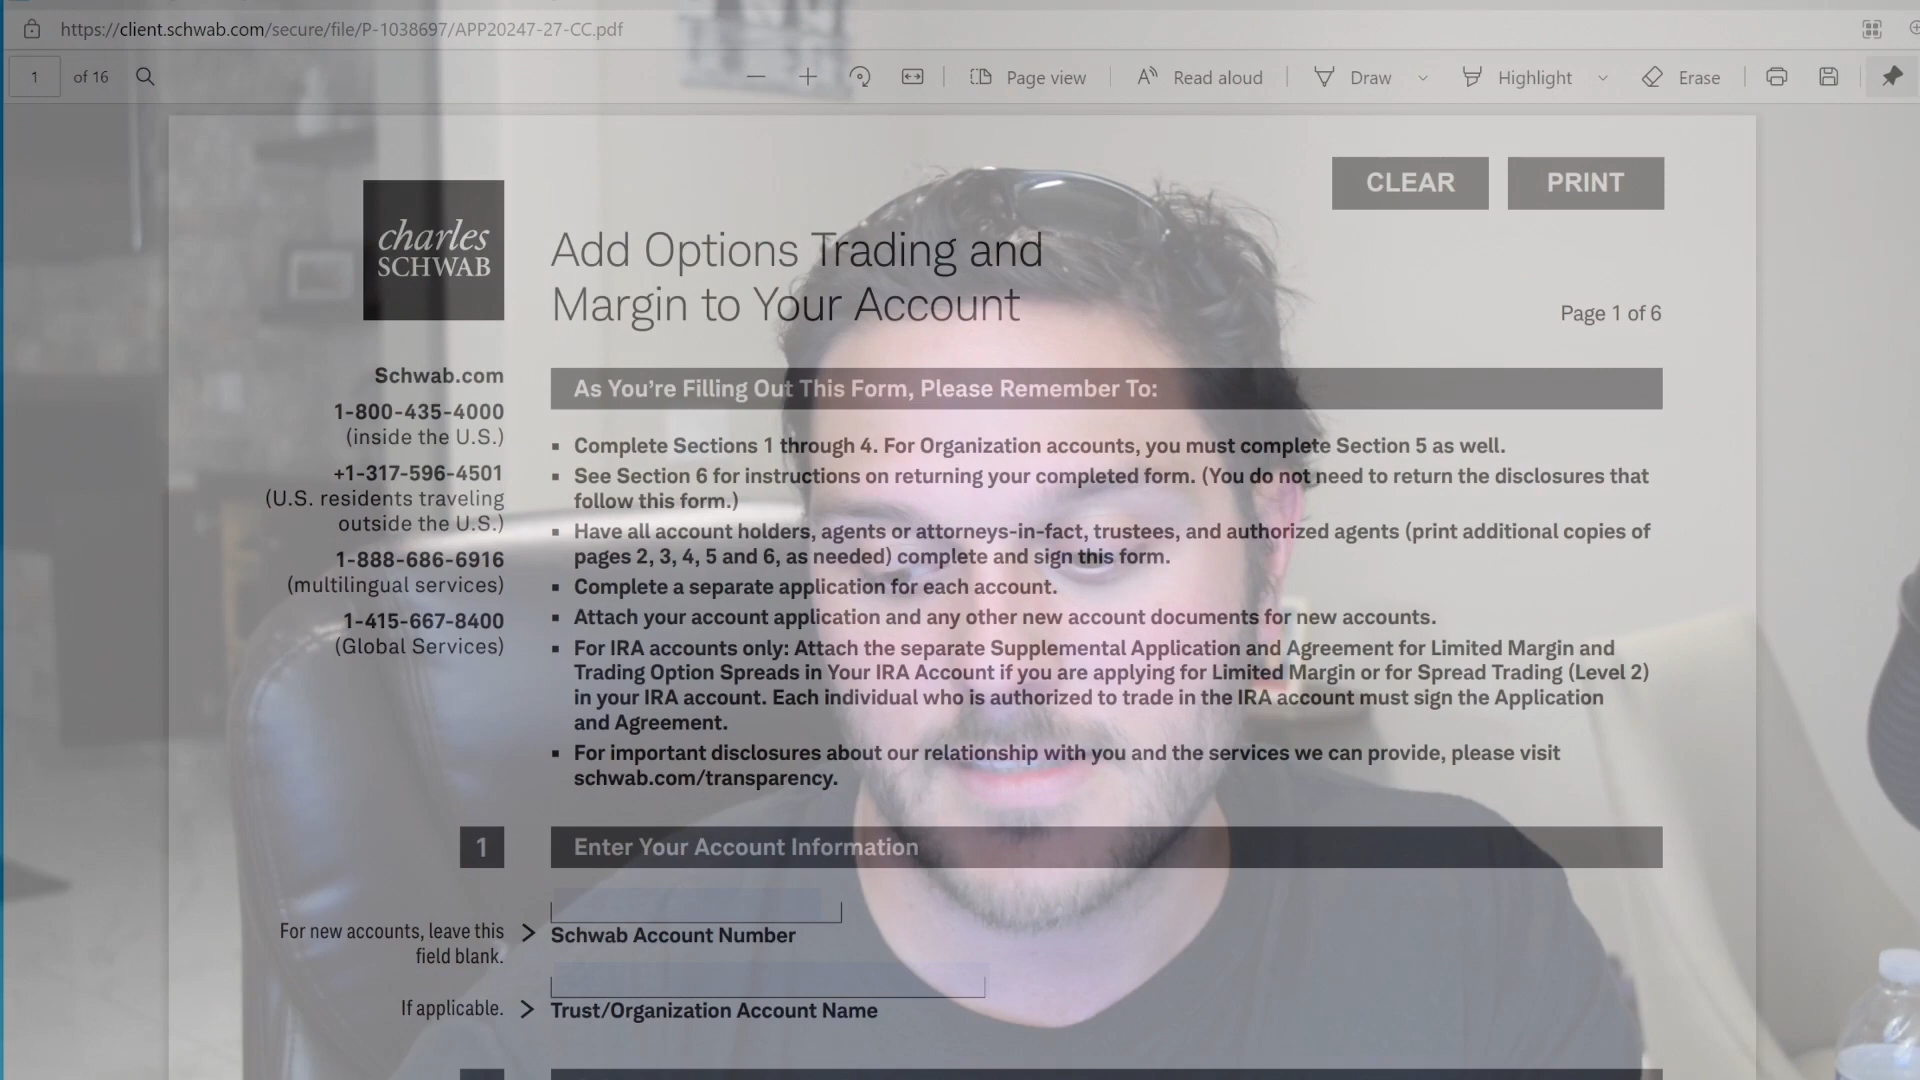 https://client.schwab.com/secure/file/P-1038697/APP20247-27-CC.pdf
1 of 16
Page view
Read aloud
Draw
Highlight
Erase
CLEAR
PRINT
charles
SCHWAB
Add Options Trading and
Margin to Your Account
Page 1 of 6
Schwab.com
1-800-435-4000
(inside the U.S.)
+1-317-596-4501
(U.S. residents traveling
outside the U.S.)
1-888-686-6916
(multilingual services)
1-415-667-8400
(Global Services)
As You’re Filling Out This Form, Please Remember To:
▪ Complete Sections 1 through 4. For Organization accounts, you must complete Section 5 as well.
▪ See Section 6 for instructions on returning your completed form. (You do not need to return the disclosures that
follow this form.)
▪ Have all account holders, agents or attorneys-in-fact, trustees, and authorized agents (print additional copies of
pages 2, 3, 4, 5 and 6, as needed) complete and sign this form.
▪ Complete a separate application for each account.
▪ Attach your account application and any other new account documents for new accounts.
▪ For IRA accounts only: Attach the separate Supplemental Application and Agreement for Limited Margin and
Trading Option Spreads in Your IRA Account if you are applying for Limited Margin or for Spread Trading (Level 2)
in your IRA account. Each individual who is authorized to trade in the IRA account must sign the Application
and Agreement.
▪ For important disclosures about our relationship with you and the services we can provide, please visit
schwab.com/transparency.
1 Enter Your Account Information
For new accounts, leave this
field blank.
Schwab Account Number
If applicable.
Trust/Organization Account Name